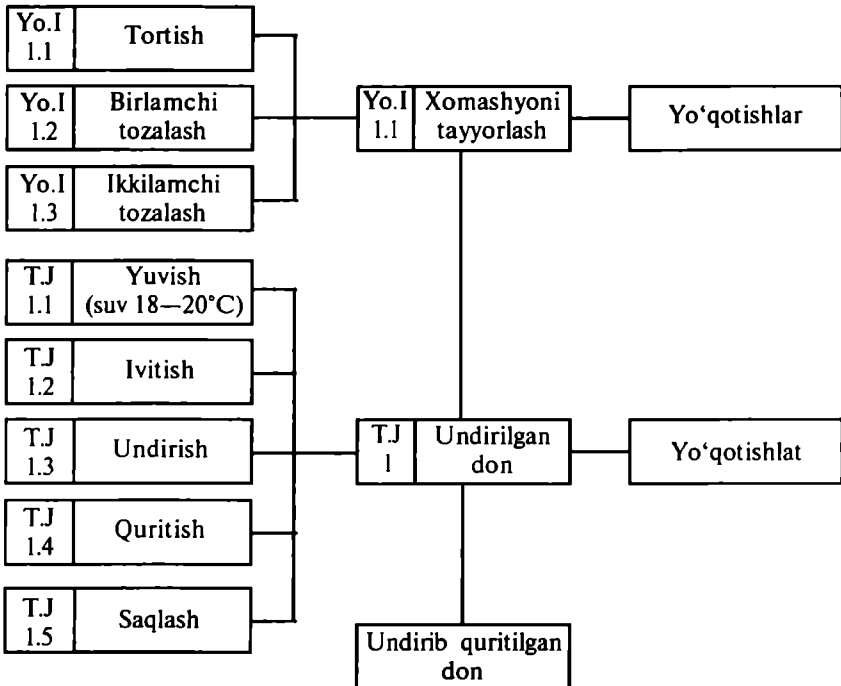 Yo.I
1.1
Tortish
Yo.I
1.2
Birlamchi
tozalash
Yo.I
1.1
Xomashyoni
tayyorlash
Yo‘qotishlar
Yo.I
1.3
Ikkilamchi
tozalash
T.J
1.1
Yuvish
(suv 18—20°C)
T.J
1.2
Ivitish
T.J
1.3
Undirish
T.J
1
Undirilgan
don
Yo‘qotishlat
T.J
1.4
Quritish
T.J
1.5
Saqlash
Undirib quritilgan
don